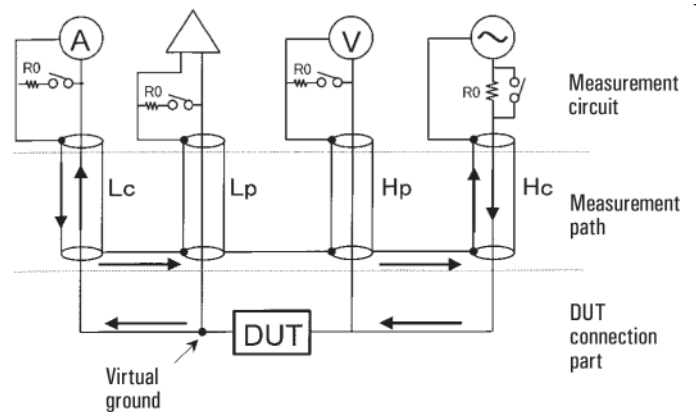 A
V
R0
R0
R0
R0
Measurement
circuit
Lc
Lp
Hp
Hc
Measurement
path
DUT
DUT
connection
part
Virtual
ground